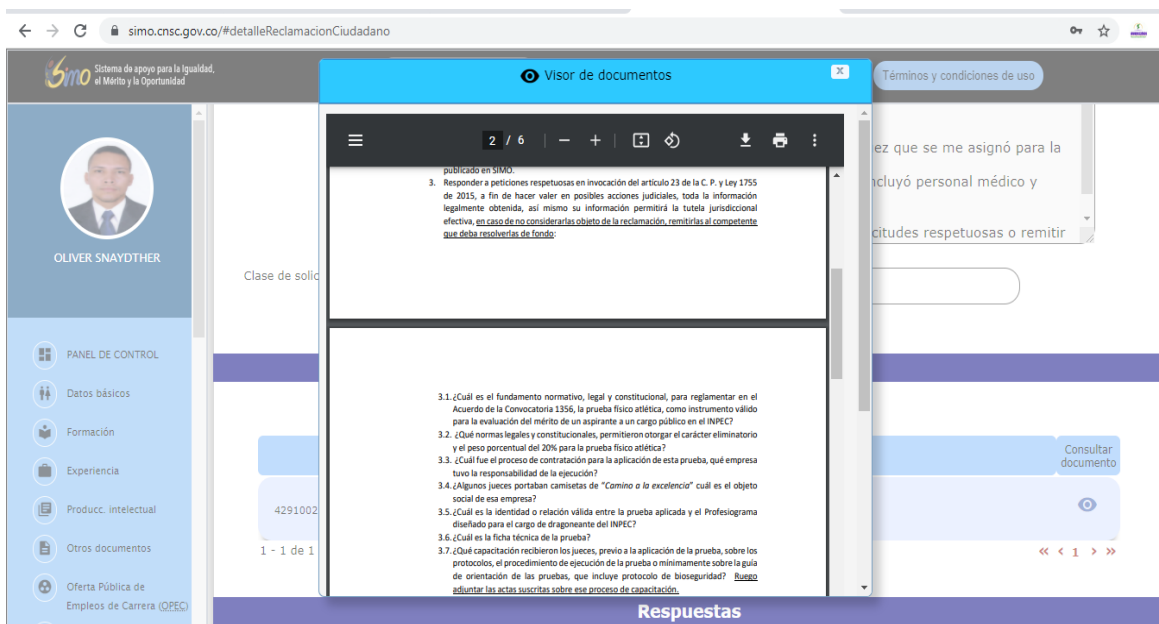 simo.cnsc.gov.co/#detalleReclamacionCiudadano
Simo Sistema de apoyo para la Igualdad,
el Mérito y la Oportunidad
Visor de documentos
x
Términos y condiciones de uso
OLIVER SNAYDTHER
PANEL DE CONTROL
Datos básicos
Formación
Experiencia
Producc. intelectual
Otros documentos
Oferta Pública de
Empleos de Carrera (OPEC)
ez que se me asignó para la
ncluyó personal médico y
citudes respetuosas o remitir
Clase de solic
2 / 6
publicado en SIMO.
3. Responder a peticiones respetuosas en invocación del artículo 23 de la C. P. y Ley 1755
de 2015, a fin de hacer valer en posibles acciones judiciales, toda la información
legalmente obtenida, así mismo su información permitirá la tutela jurisdiccional
efectiva, en caso de no considerarlas objeto de la reclamación, remitirlas al competente
que deba resolverlas de fondo:
3.1. ¿Cuál es el fundamento normativo, legal y constitucional, para reglamentar en el
Acuerdo de la Convocatoria 1356, la prueba físico atlética, como instrumento válido
para la evaluación del mérito de un aspirante a un cargo público en el INPEC?
3.2. ¿Qué normas legales y constitucionales, permitieron otorgar el carácter eliminatorio
y el peso porcentual del 20% para la prueba físico atlética?
3.3. ¿Cuál fue el proceso de contratación para la aplicación de esta prueba, qué empresa
tuvo la responsabilidad de la ejecución?
3.4. ¿Algunos jueces portaban camisetas de "Camino a la excelencia" cuál es el objeto
social de esa empresa?
3.5. ¿Cuál es la identidad o relación válida entre la prueba aplicada y el Profesiograma
diseñado para el cargo de dragoneante del INPEC?
3.6. ¿Cuál es la ficha técnica de la prueba?
3.7. ¿Qué capacitación recibieron los jueces, previo a la aplicación de la prueba, sobre los
protocolos, el procedimiento de ejecución de la prueba o mínimamente sobre la guía
de orientación de las pruebas, que incluye protocolo de bioseguridad? Ruego
adjuntar las actas suscritas sobre ese proceso de capacitación.
Consultar
documento
4291002
1 - 1 de 1
« < 1 > »
Respuestas